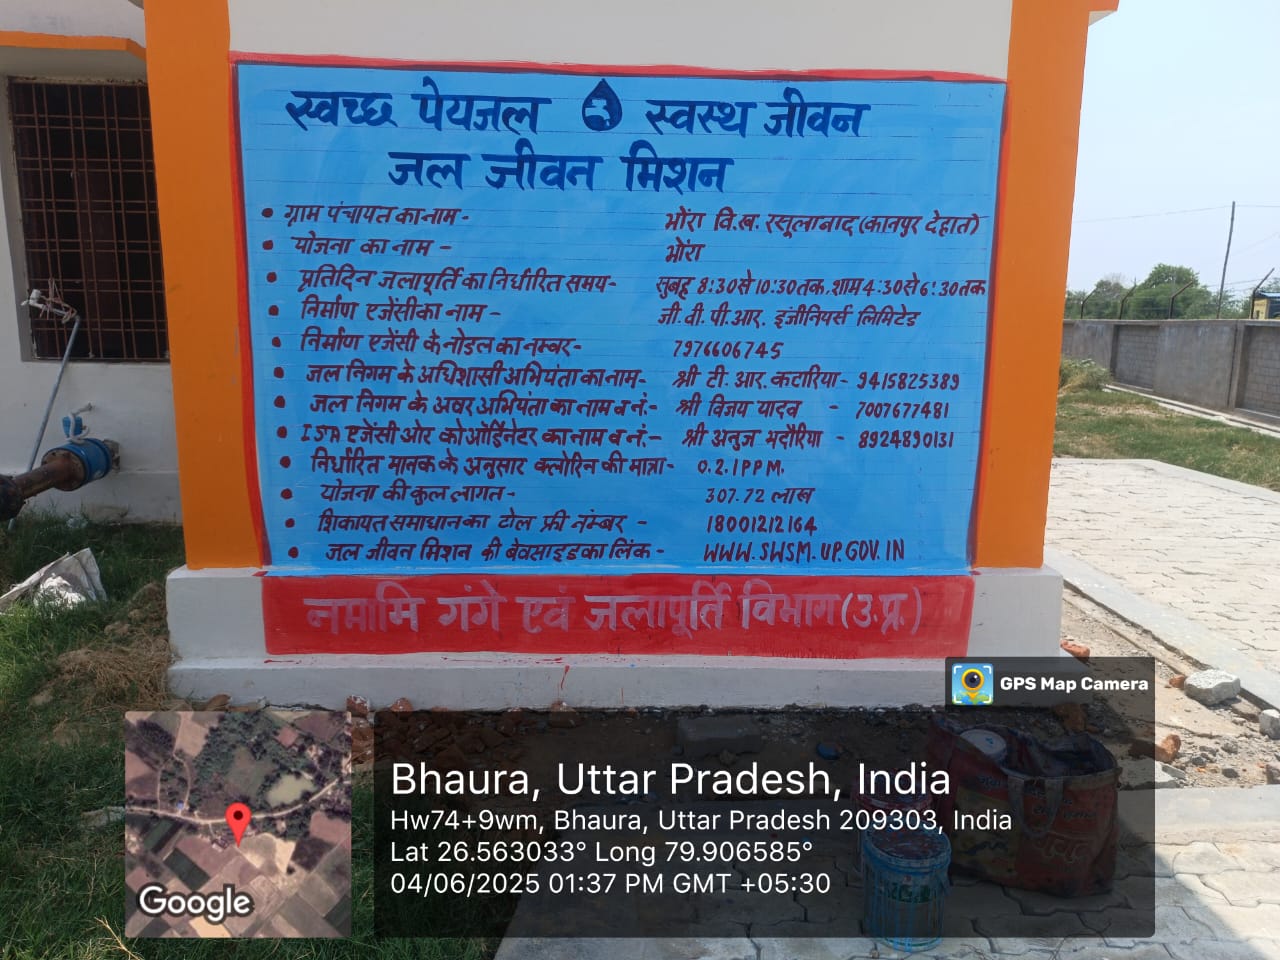 स्वच्छ पेयजल स्वस्थ जीवन
जल जीवन मिशन
• ग्राम पंचायत का नाम - भोंरा वि.ख. रसूलाबाद (कानपुर देहात)
• योजना का नाम - भोंरा
• प्रतिदिन जलापूर्ति का निर्धारित समय- सुबह 8:30 से 10:30 तक, शाम 4:30 से 6:30 तक
• निर्माण एजेंसी का नाम - जी. वी. पी. आर. इंजीनियर्स लिमिटेड
• निर्माण एजेंसी के नोडल का नम्बर- 7976606745
• जल निगम के अधिशासी अभियंता का नाम- श्री टी. आर. कटारिया- 9415825389
• जल निगम के अवर अभियंता का नाम व नं.- श्री विजय यादव - 7007677481
• ISA एजेंसी ओर कोऑर्डिनेटर का नाम व नं.- श्री अनुज भदौरिया - 8924890131
• निर्धारित मानक के अनुसार क्लोरिन की मात्रा- 0.2.1 PPM.
• योजना की कुल लागत- 307.72 लाख
• शिकायत समाधान का टोल फ्री नंम्बर - 18001212164
• जल जीवन मिशन की बेवसाइड का लिंक- WWW.SWSM.UP.GOV.IN
नमामि गंगे एवं जलापूर्ति विभाग (उ.प्र.)
GPS Map Camera
Bhaura, Uttar Pradesh, India
Hw74+9wm, Bhaura, Uttar Pradesh 209303, India
Lat 26.563033° Long 79.906585°
04/06/2025 01:37 PM GMT +05:30
Google